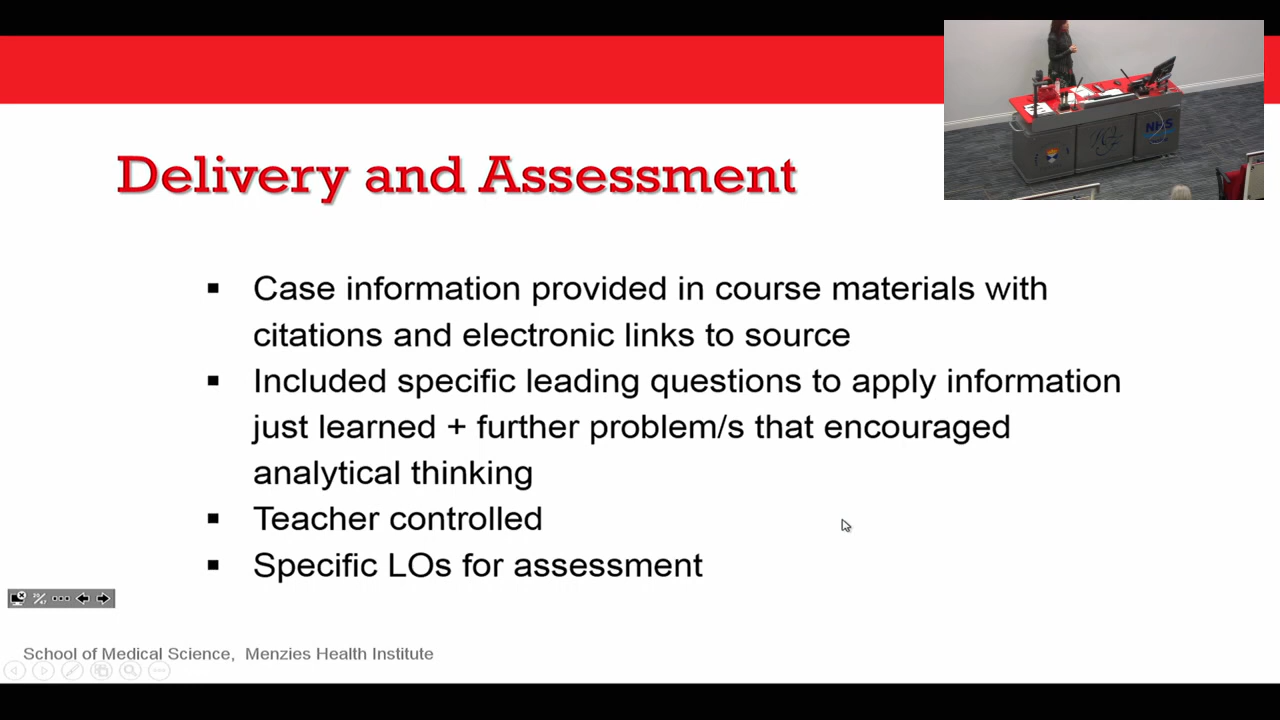 Delivery and Assessment
NHS
▪ Case information provided in course materials with
citations and electronic links to source
▪ Included specific leading questions to apply information
just learned + further problem/s that encouraged
analytical thinking
▪ Teacher controlled
▪ Specific LOs for assessment
School of Medical Science, Menzies Health Institute